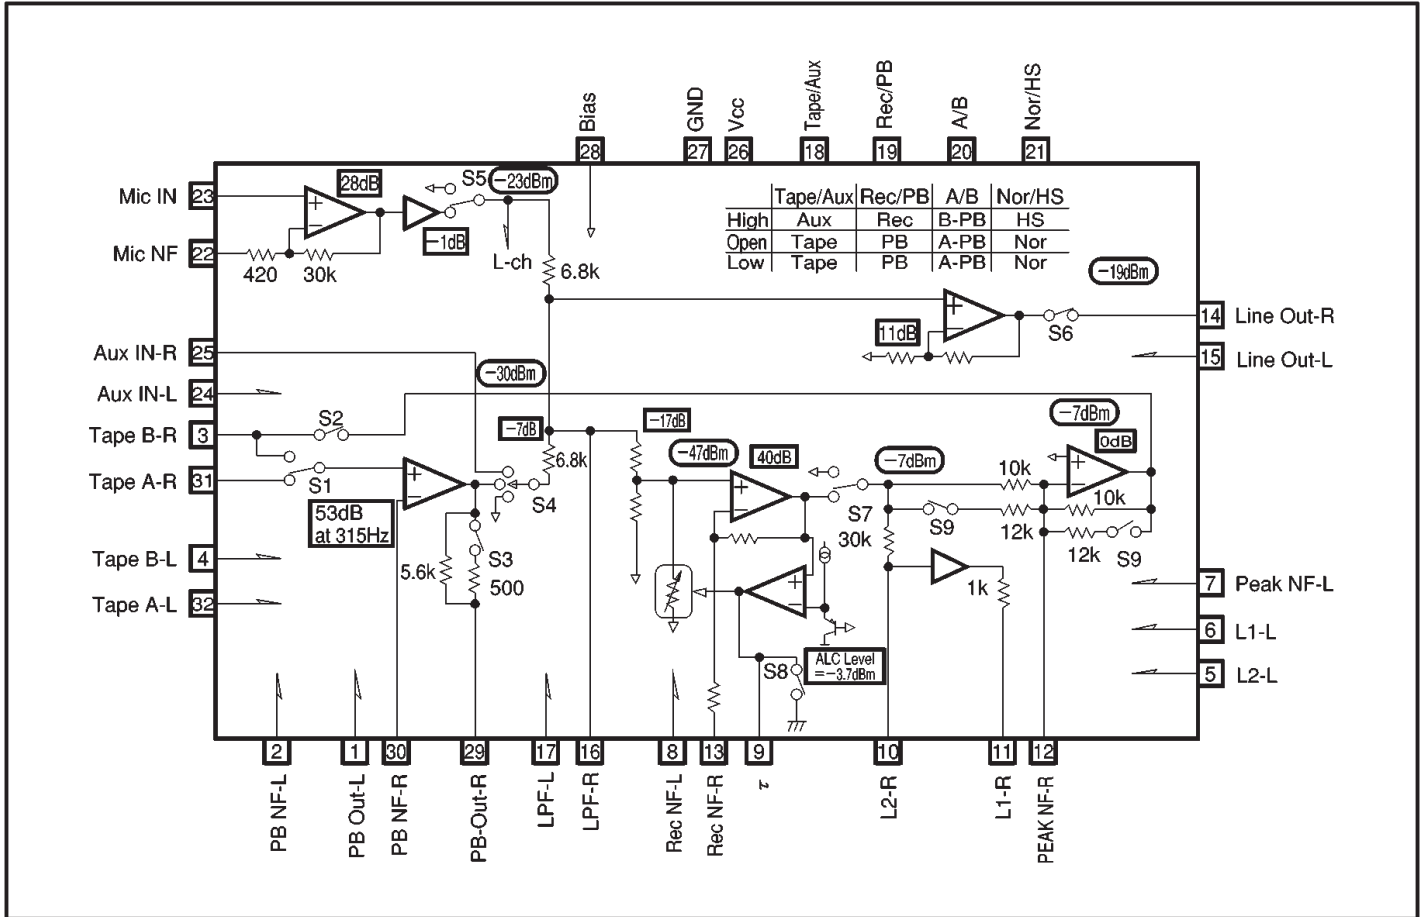 Bias
GND
Vcc
Tape/Aux
Rec/PB
A/B
Nor/HS
28
27
26
18
19
20
21
Mic IN 23
28dB
S5
−23dBm
−1dB
L-ch
Mic NF 22
420
30k
6.8k
Tape/Aux Rec/PB A/B Nor/HS
High Aux Rec B-PB HS
Open Tape PB A-PB Nor
Low Tape PB A-PB Nor
−19dBm
11dB
S6
14 Line Out-R
15 Line Out-L
Aux IN-R 25
Aux IN-L 24
−30dBm
Tape B-R 3
S2
Tape A-R 31
S1
53dB
at 315Hz
−7dB
6.8k
S4
S3
5.6k
500
−17dB
−47dBm
40dB
−7dBm
S7
30k
S9
10k
12k
−7dBm
0dB
10k
12k
S9
1k
Tape B-L 4
Tape A-L 32
ALC Level
=−3.7dBm
S8
7 Peak NF-L
6 L1-L
5 L2-L
2
1
30
29
17
16
8
13
9
10
11
12
PB NF-L
PB Out-L
PB NF-R
PB-Out-R
LPF-L
LPF-R
Rec NF-L
Rec NF-R
τ
L2-R
L1-R
PEAK NF-R